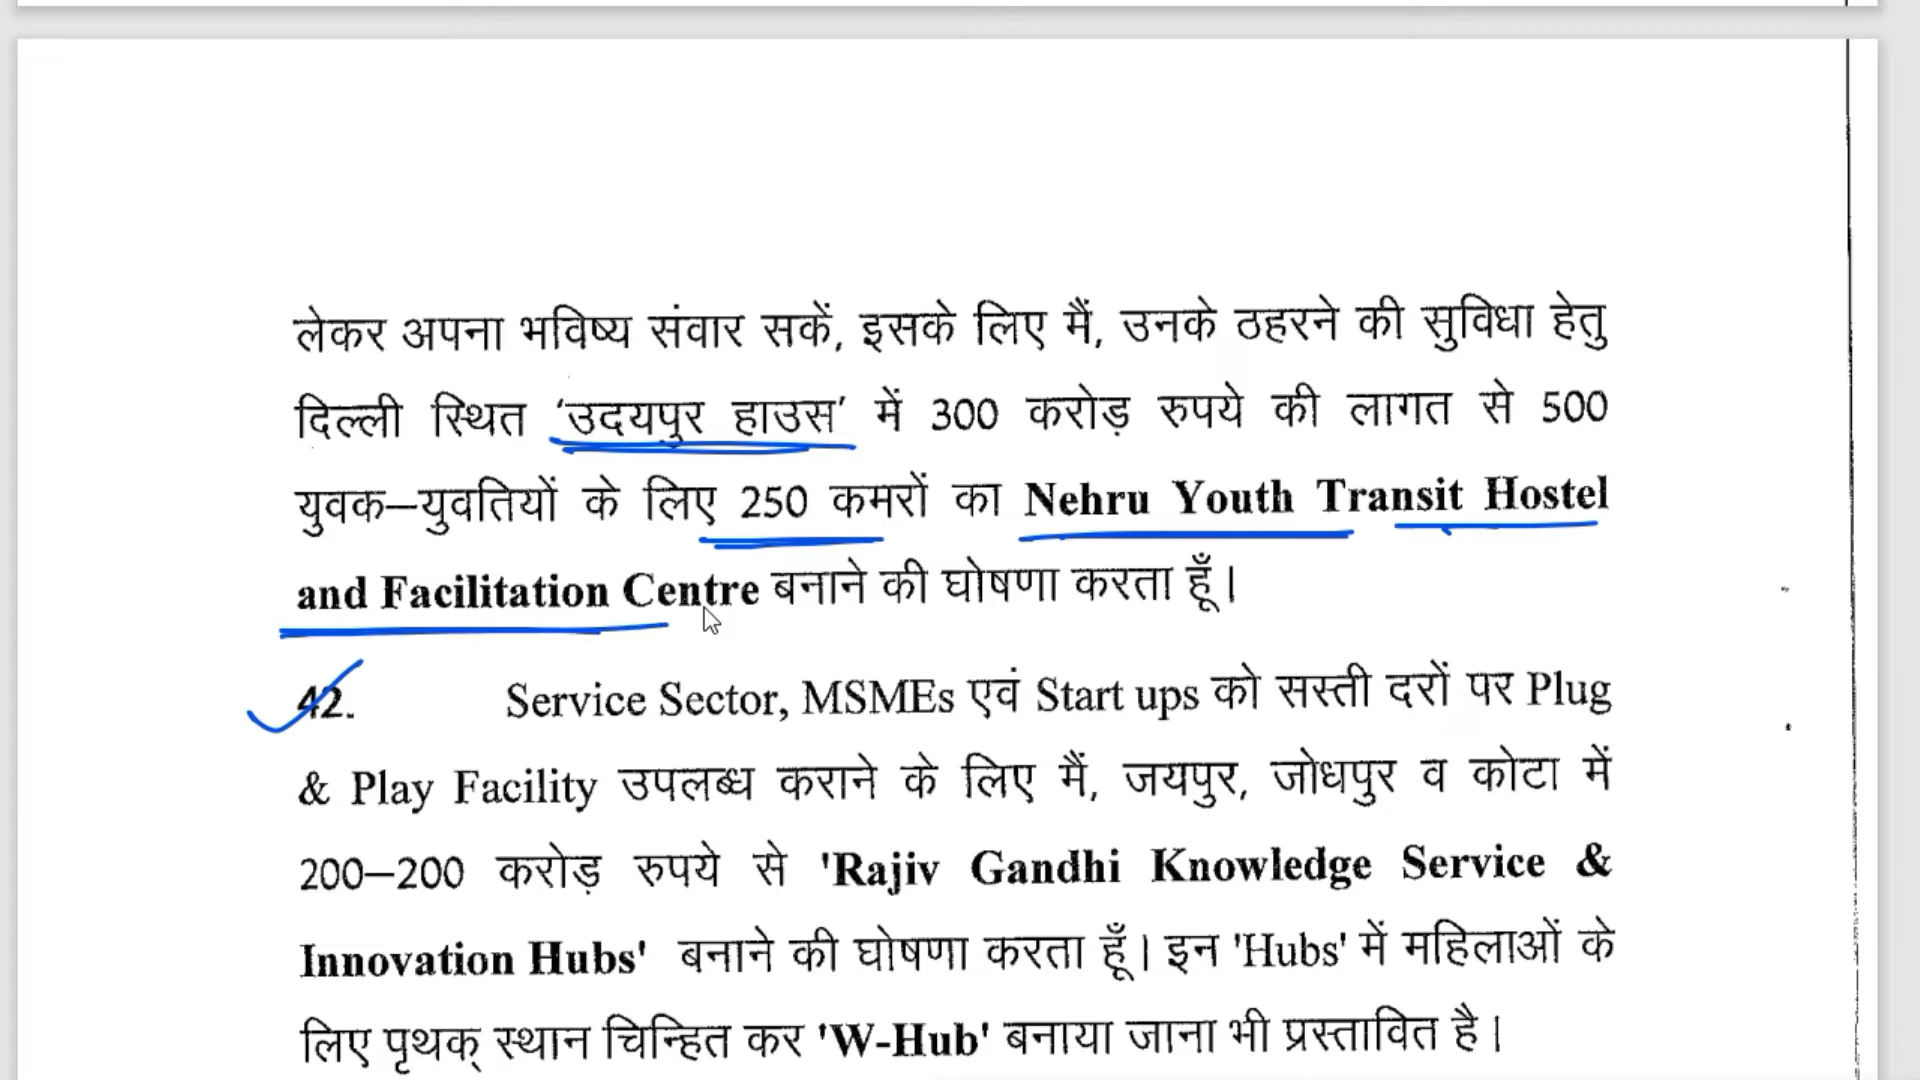 लेकर अपना भविष्य संवार सकें, इसके लिए मैं, उनके ठहरने की सुविधा हेतु
दिल्ली स्थित ‘उदयपुर हाउस’ में 300 करोड़ रुपये की लागत से 500
युवक–युवतियों के लिए 250 कमरों का Nehru Youth Transit Hostel
and Facilitation Centre बनाने की घोषणा करता हूँ।
42. Service Sector, MSMEs एवं Start ups को सस्ती दरों पर Plug
& Play Facility उपलब्ध कराने के लिए मैं, जयपुर, जोधपुर व कोटा में
200–200 करोड़ रुपये से 'Rajiv Gandhi Knowledge Service &
Innovation Hubs' बनाने की घोषणा करता हूँ। इन 'Hubs' में महिलाओं के
लिए पृथक् स्थान चिन्हित कर 'W-Hub' बनाया जाना भी प्रस्तावित है।